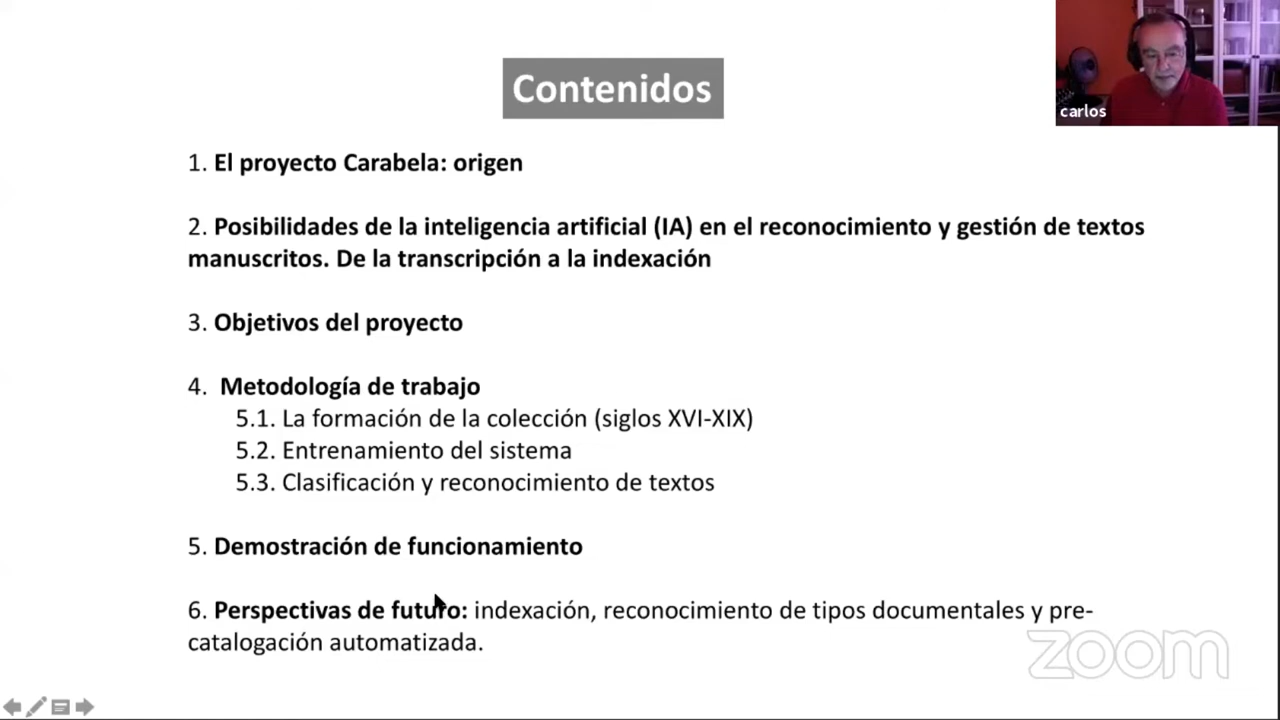 Contenidos
carlos
1. El proyecto Carabela: origen
2. Posibilidades de la inteligencia artificial (IA) en el reconocimiento y gestión de textos
manuscritos. De la transcripción a la indexación
3. Objetivos del proyecto
4. Metodología de trabajo
5.1. La formación de la colección (siglos XVI-XIX)
5.2. Entrenamiento del sistema
5.3. Clasificación y reconocimiento de textos
5. Demostración de funcionamiento
6. Perspectivas de futuro: indexación, reconocimiento de tipos documentales y pre-
catalogación automatizada.
zoom